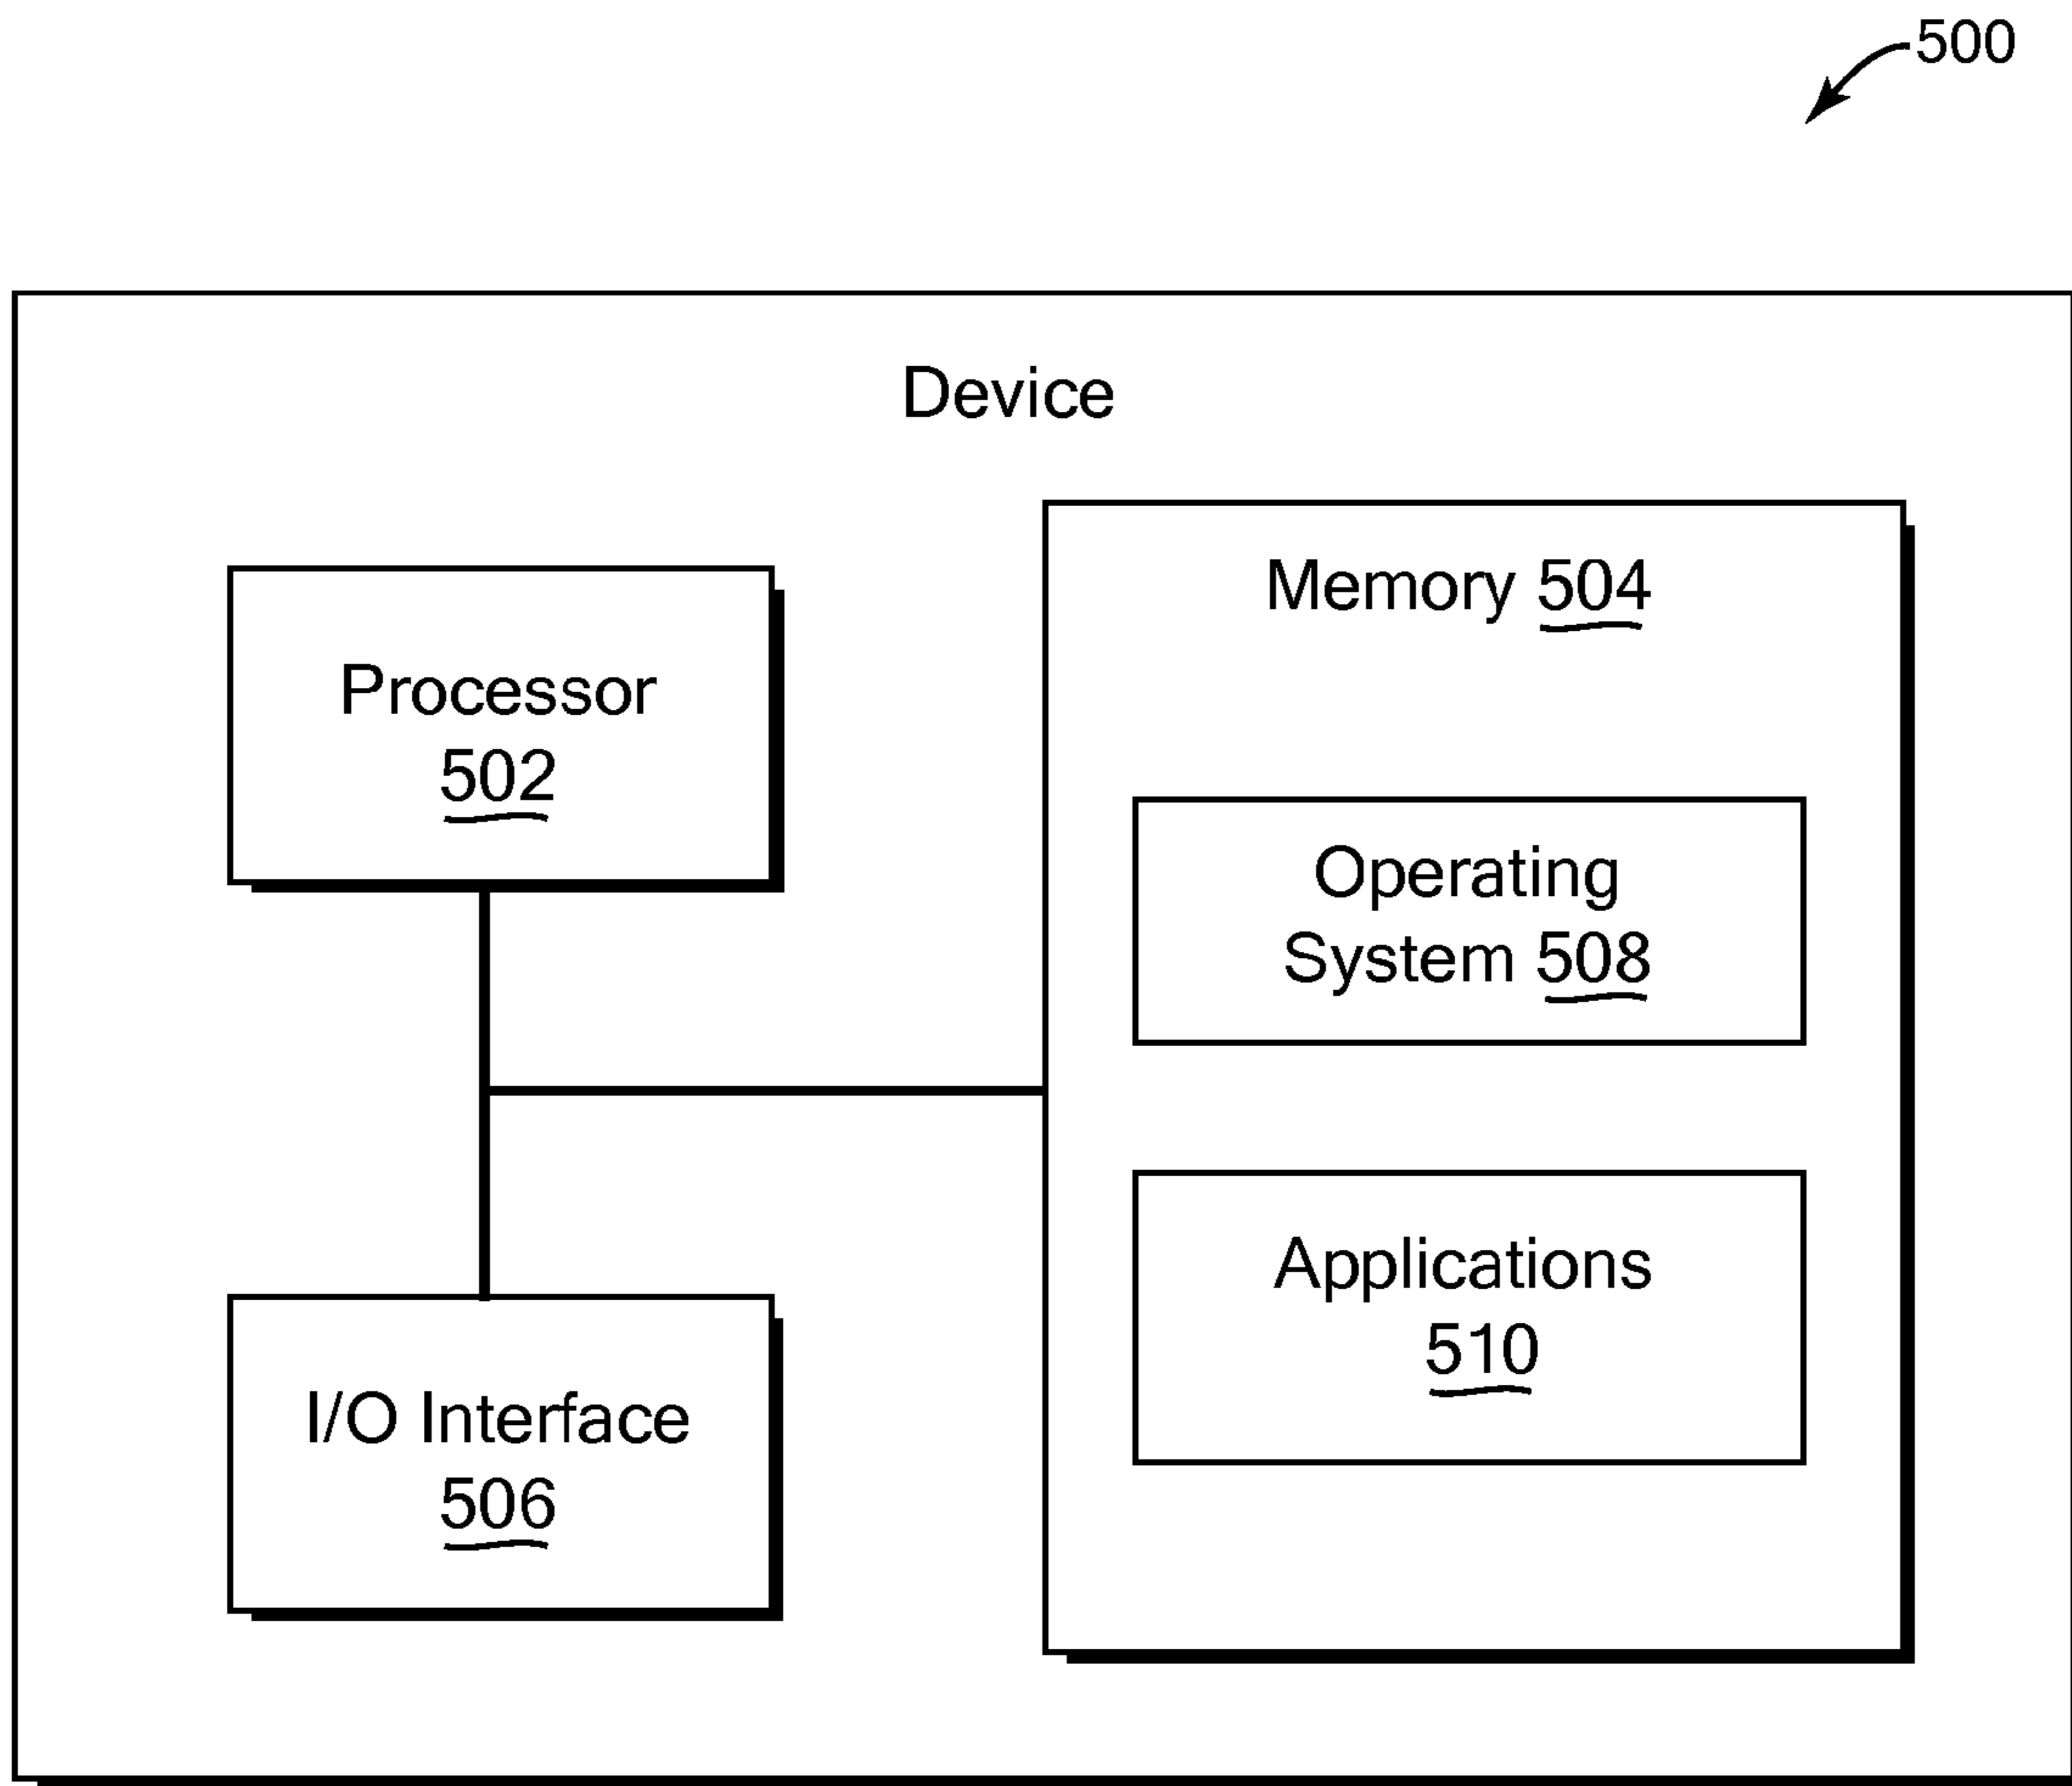 500
Device
Processor
502
Memory 504
Operating
System 508
Applications
510
I/O Interface
506